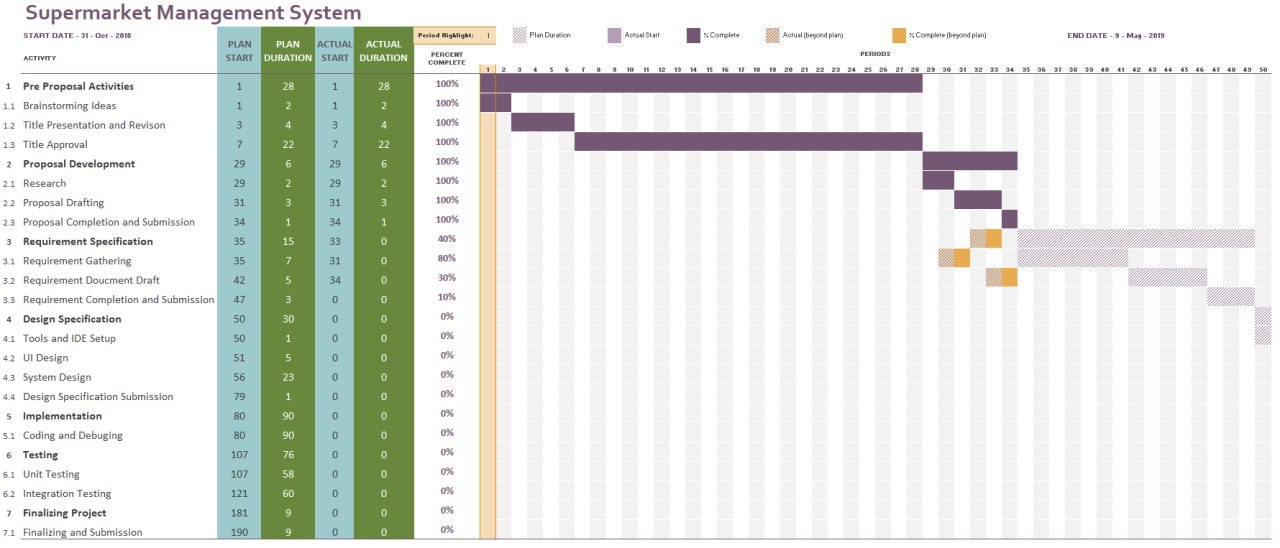 Supermarket Management System
START DATE - 31 - Oct - 2018 Period Highlight: 1 Plan Duration Actual Start % Complete Actual (beyond plan) % Complete (beyond plan) END DATE - 9 - May - 2019
ACTIVITY PLAN START PLAN DURATION ACTUAL START ACTUAL DURATION PERCENT COMPLETE PERIODS
1 2 3 4 5 6 7 8 9 10 11 12 13 14 15 16 17 18 19 20 21 22 23 24 25 26 27 28 29 30 31 32 33 34 35 36 37 38 39 40 41 42 43 44 45 46 47 48 49 50
1 Pre Proposal Activities 1 28 1 28 100%
1.1 Brainstorming Ideas 1 2 1 2 100%
1.2 Title Presentation and Revison 3 4 3 4 100%
1.3 Title Approval 7 22 7 22 100%
2 Proposal Development 29 6 29 6 100%
2.1 Research 29 2 29 2 100%
2.2 Proposal Drafting 31 3 31 3 100%
2.3 Proposal Completion and Submission 34 1 34 1 100%
3 Requirement Specification 35 15 33 0 40%
3.1 Requirement Gathering 35 7 31 0 80%
3.2 Requirement Doucment Draft 42 5 34 0 30%
3.3 Requirement Completion and Submission 47 3 0 0 10%
4 Design Specification 50 30 0 0 0%
4.1 Tools and IDE Setup 50 1 0 0 0%
4.2 UI Design 51 5 0 0 0%
4.3 System Design 56 23 0 0 0%
4.4 Design Specification Submission 79 1 0 0 0%
5 Implementation 80 90 0 0 0%
5.1 Coding and Debuging 80 90 0 0 0%
6 Testing 107 76 0 0 0%
6.1 Unit Testing 107 58 0 0 0%
6.2 Integration Testing 121 60 0 0 0%
7 Finalizing Project 181 9 0 0 0%
7.1 Finalizing and Submission 190 9 0 0 0%